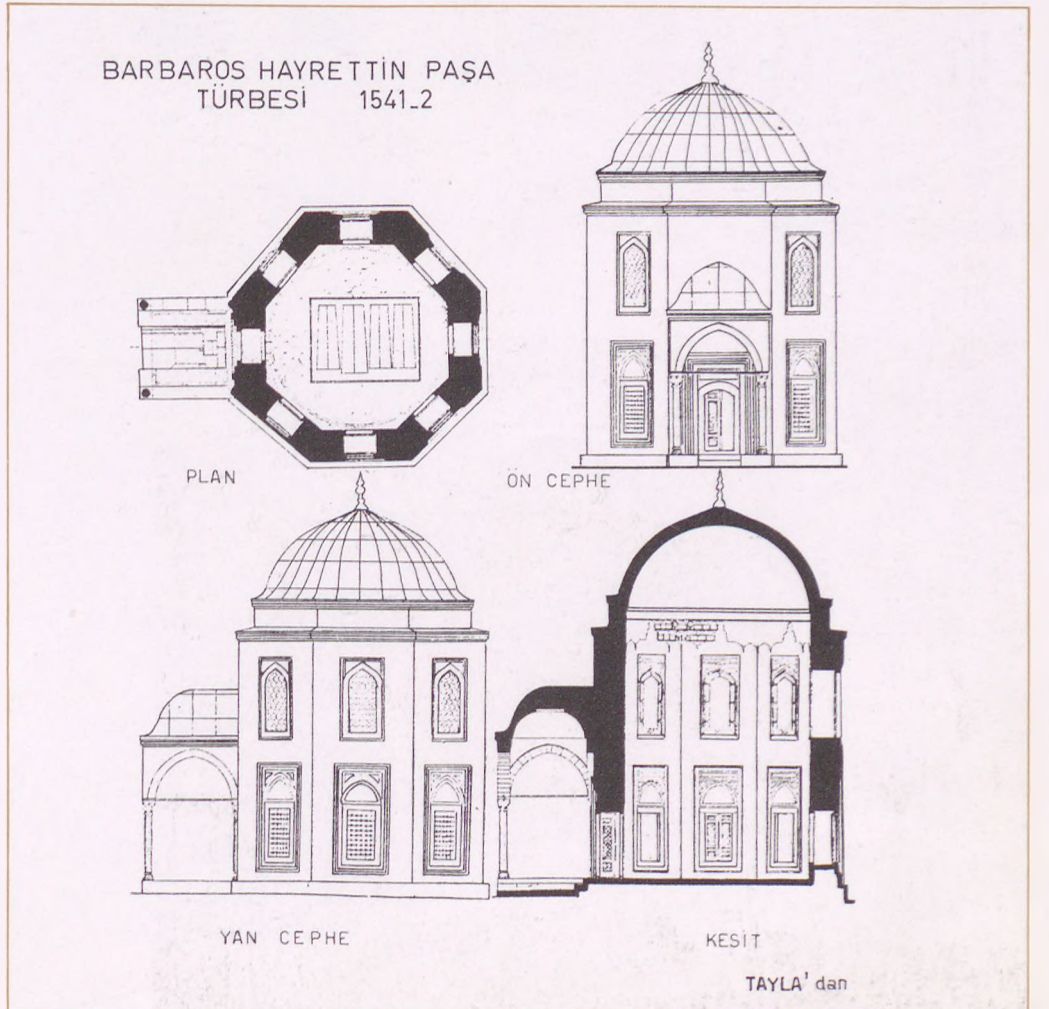 BARBAROS HAYRETTİN PAŞA
TÜRBESİ 1541_2
PLAN
ÖN CEPHE
YAN CEPHE
KESİT
TAYLA' dan